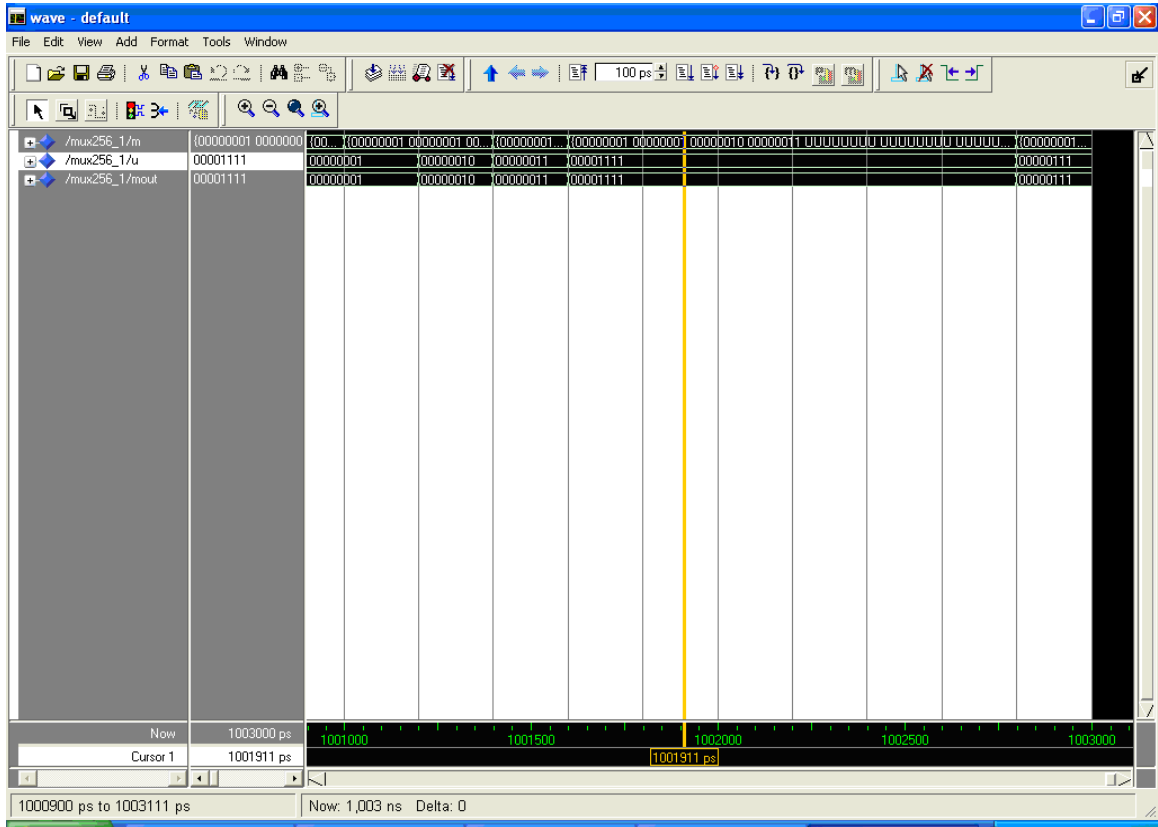 wave - default
File Edit View Add Format Tools Window
100 ps
/mux256_1/m {00000001 0000000 {00... {00000001 00000001 00... {00000001... {00000001 00000001 00000010 00000011 UUUUUUUU UUUUUUUU UUUUU... {00000001...
/mux256_1/u 00001111 00000001 00000010 00000011 00001111 00000111
/mux256_1/mout 00001111 00000001 00000010 00000011 00001111 00000111
Now 1003000 ps 1001000 1001500 1002000 1002500 1003000
Cursor 1 1001911 ps 1001911 ps
1000900 ps to 1003111 ps Now: 1,003 ns Delta: 0